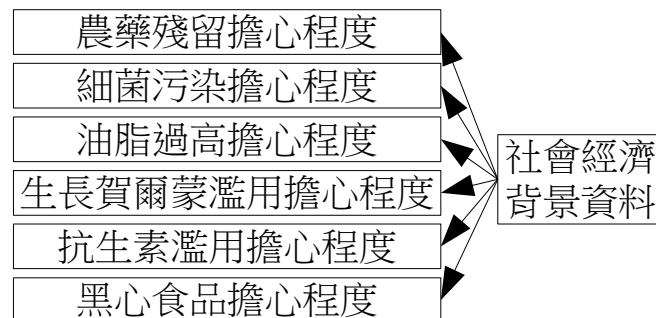 農藥殘留擔心程度
細菌污染擔心程度
油脂過高擔心程度
生長賀爾蒙濫用擔心程度
抗生素濫用擔心程度
黑心食品擔心程度
社會經濟
背景資料